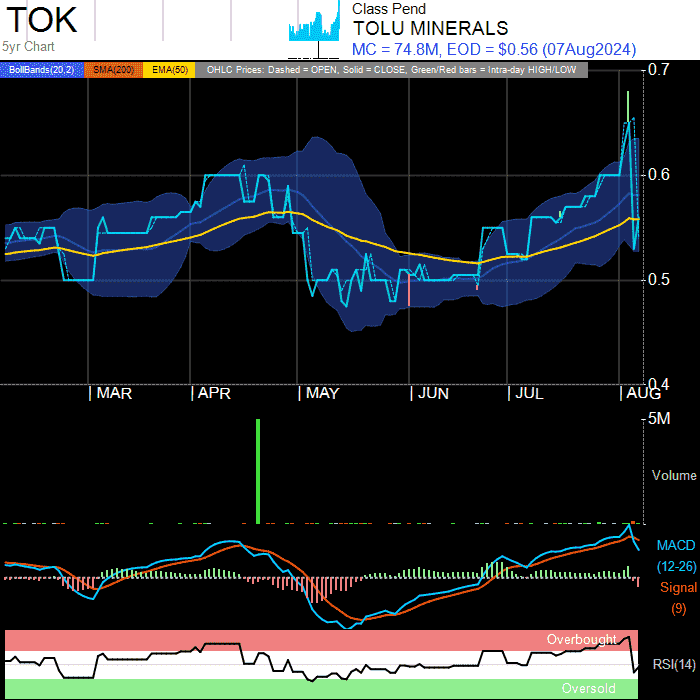 TOK
Class Pend
TOLU MINERALS
5yr Chart
MC = 74.8M, EOD = $0.56 (07Aug2024)
BollBands(20,2) SMA(200) EMA(50) OHLC Prices: Dashed = OPEN, Solid = CLOSE, Green/Red bars = Intra-day HIGH/LOW
0.7
0.6
0.5
0.4
| MAR | APR | MAY | JUN | JUL | AUG
5M
Volume
MACD
(12-26)
Signal
(9)
Overbought
RSI(14)
Oversold